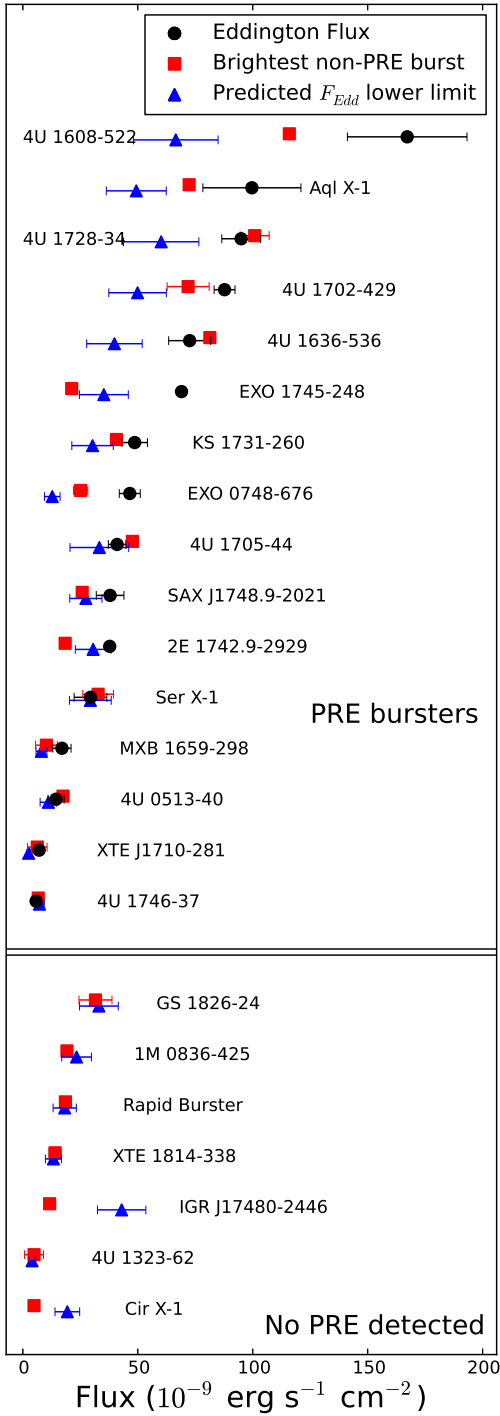 Eddington Flux
Brightest non-PRE burst
Predicted F_Edd lower limit
4U 1608-522
Aql X-1
4U 1728-34
4U 1702-429
4U 1636-536
EXO 1745-248
KS 1731-260
EXO 0748-676
4U 1705-44
SAX J1748.9-2021
2E 1742.9-2929
Ser X-1
PRE bursters
MXB 1659-298
4U 0513-40
XTE J1710-281
4U 1746-37
GS 1826-24
1M 0836-425
Rapid Burster
XTE 1814-338
IGR J17480-2446
4U 1323-62
Cir X-1
No PRE detected
0 50 100 150 200
Flux (10⁻⁹ erg s⁻¹ cm⁻²)